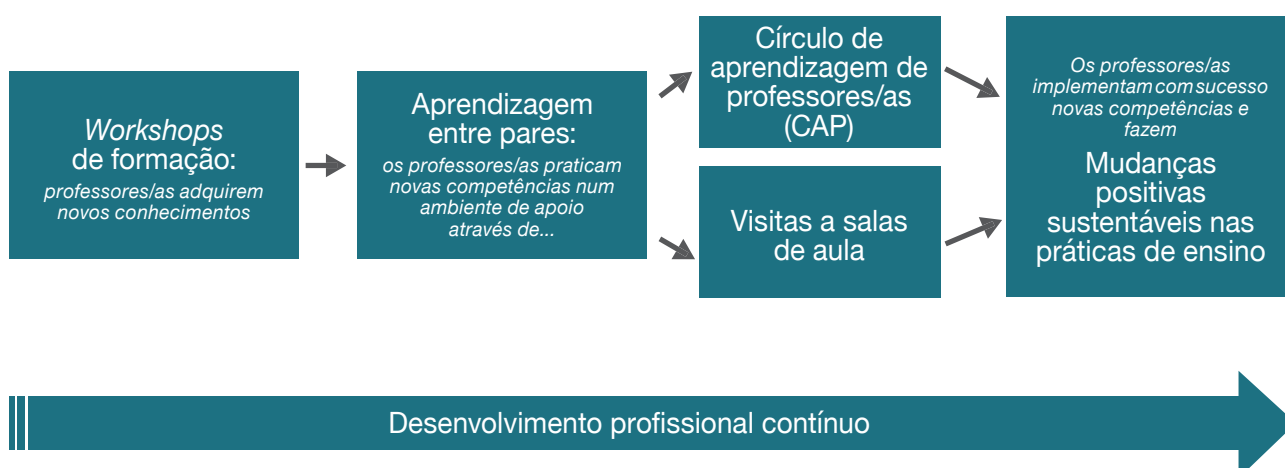 Workshops
de formação:
professores/as adquirem
novos conhecimentos
Aprendizagem
entre pares:
os professores/as praticam
novas competências num
ambiente de apoio
através de...
Círculo de
aprendizagem de
professores/as
(CAP)
Visitas a salas
de aula
Os professores/as
implementam com sucesso
novas competências e
fazem
Mudanças
positivas
sustentáveis nas
práticas de ensino
Desenvolvimento profissional contínuo